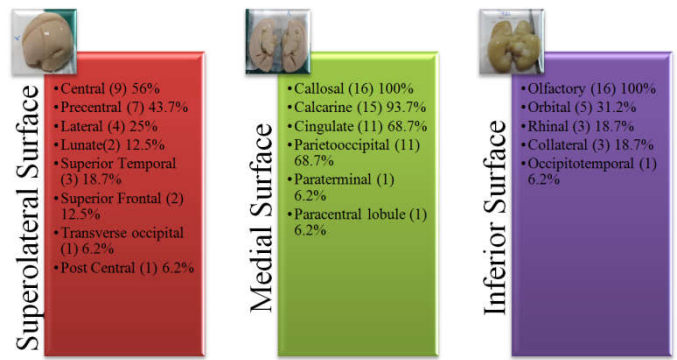 Superolateral Surface
•Central (9) 56%
•Precentral (7) 43.7%
•Lateral (4) 25%
•Lunate(2) 12.5%
•Superior Temporal
(3) 18.7%
•Superior Frontal (2)
12.5%
•Transverse occipital
(1) 6.2%
•Post Central (1) 6.2%
Medial Surface
•Callosal (16) 100%
•Calcarine (15) 93.7%
•Cingulate (11) 68.7%
•Parietooccipital (11)
68.7%
•Paraterminal (1)
6.2%
•Paracentral lobule (1)
6.2%
Inferior Surface
•Olfactory (16) 100%
•Orbital (5) 31.2%
•Rhinal (3) 18.7%
•Collateral (3) 18.7%
•Occipitotemporal (1)
6.2%